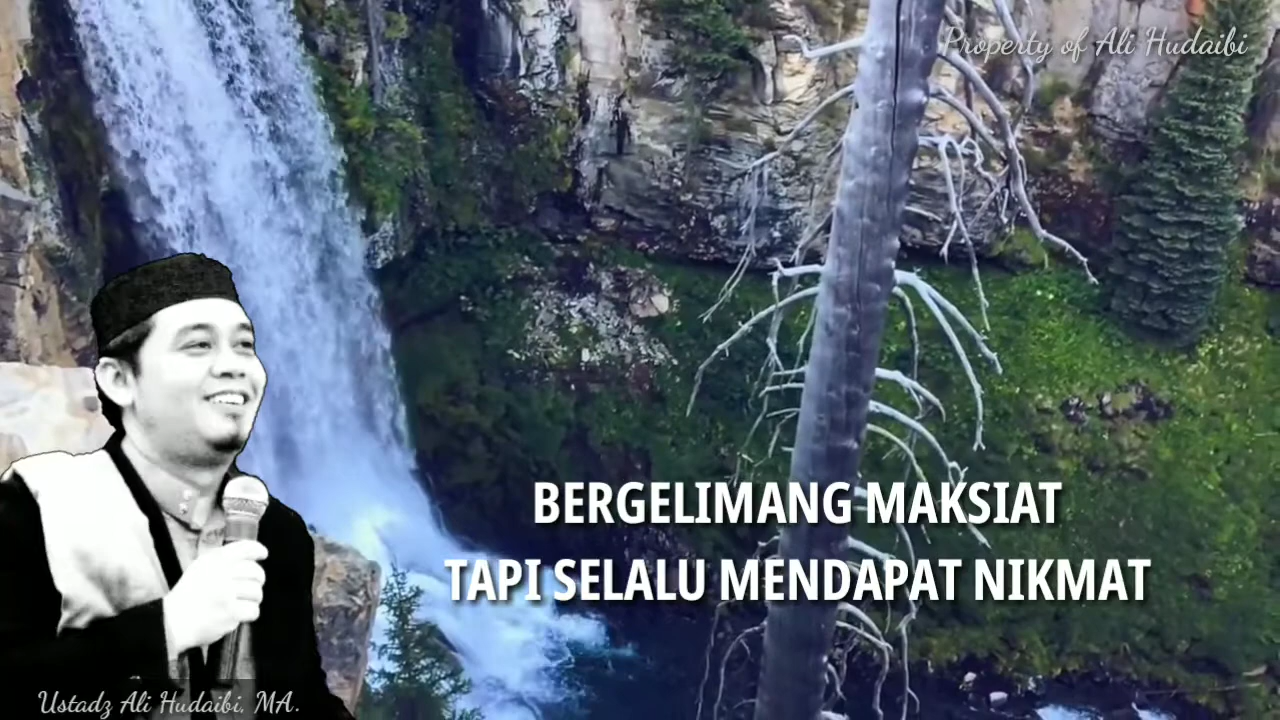 Property of Ali Hudaibi
BERGELIMANG MAKSIAT
TAPI SELALU MENDAPAT NIKMAT
Ustadz Ali Hudaibi, MA.